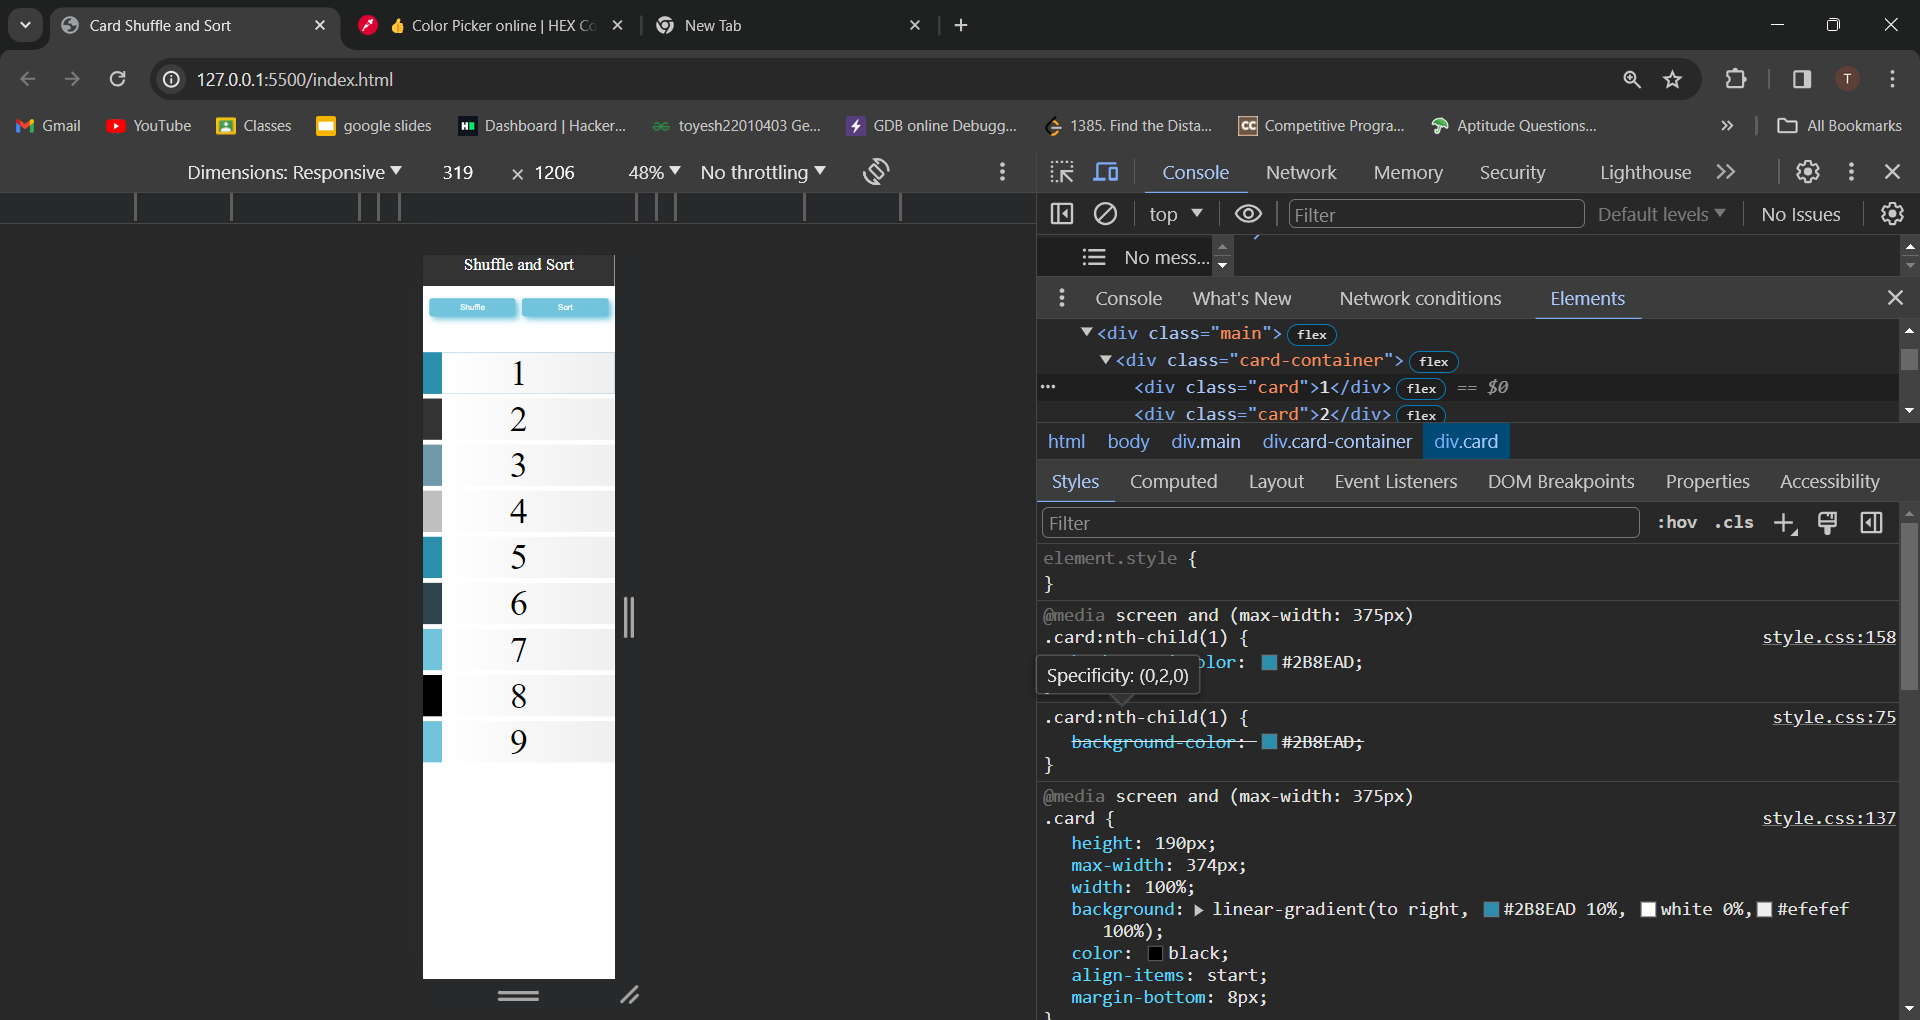 Card Shuffle and Sort
👍 Color Picker online | HEX Co
New Tab
127.0.0.1:5500/index.html
T
Gmail
YouTube
Classes
google slides
Dashboard | Hacker...
toyesh22010403 Ge...
GDB online Debugg...
1385. Find the Dista...
CC
Competitive Progra...
Aptitude Questions...
»
All Bookmarks
Dimensions: Responsive
319 × 1206
48%
No throttling
Console
Network
Memory
Security
Lighthouse
»
top
Filter
Default levels
No Issues
No mess...
Console
What's New
Network conditions
Elements
<div class="main"> flex
<div class="card-container"> flex
<div class="card">1</div> flex == $0
<div class="card">2</div> flex
html body div.main div.card-container div.card
Styles
Computed
Layout
Event Listeners
DOM Breakpoints
Properties
Accessibility
Filter
:hov .cls
element.style {
}
@media screen and (max-width: 375px)
.card:nth-child(1) {
style.css:158
olor: #2B8EAD;
Specificity: (0,2,0)
.card:nth-child(1) {
style.css:75
background-color: #2B8EAD;
}
@media screen and (max-width: 375px)
.card {
style.css:137
height: 190px;
max-width: 374px;
width: 100%;
background: linear-gradient(to right, #2B8EAD 10%, white 0%, #efefef
100%);
color: black;
align-items: start;
margin-bottom: 8px;
}
Shuffle and Sort
Shuffle
Sort
1
2
3
4
5
6
7
8
9